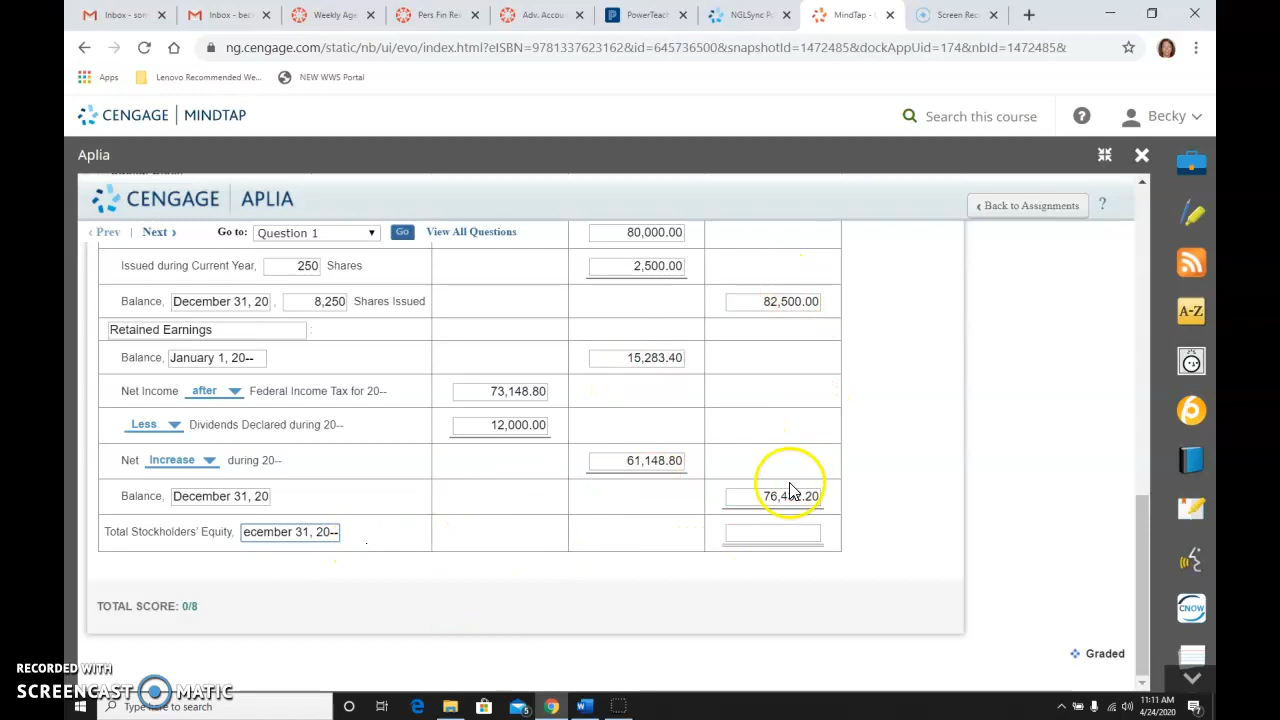 Inbox - som
Inbox - bec
Weekly Age
Pers Fin Re
Adv. Accou
PowerTeach
NGLSync Po
MindTap - U
Screen Rec
ng.cengage.com/static/nb/ui/evo/index.html?eISBN=9781337623162&id=645736500&snapshotId=1472485&dockAppUid=174&nbId=1472485&
Apps
Lenovo Recommended We...
NEW WWS Portal
CENGAGE | MINDTAP
Search this course
?
Becky
Aplia
CENGAGE | APLIA
‹ Back to Assignments
?
‹ Prev | Next ›
Go to: Question 1
Go
View All Questions
80,000.00
Issued during Current Year, 250 Shares 2,500.00
Balance, December 31, 20 , 8,250 Shares Issued 82,500.00
Retained Earnings :
Balance, January 1, 20-- 15,283.40
Net Income after Federal Income Tax for 20-- 73,148.80
Less Dividends Declared during 20-- 12,000.00
Net Increase during 20-- 61,148.80
Balance, December 31, 20
Total Stockholders' Equity, ecember 31, 20--
TOTAL SCORE: 0/8
Graded
A-Z
CNOW
RECORDED WITH
SCREENCAST MATIC
Type here to search
5
11:11 AM
4/24/2020
7